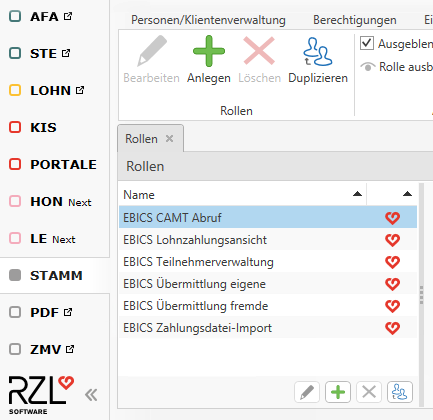 AFA
STE
LOHN
KIS
PORTALE
HON Next
LE Next
STAMM
PDF
ZMV
RZL
SOFTWARE
Personen/Klientenverwaltung Berechtigungen
Bearbeiten Anlegen Löschen Duplizieren
Rollen
Ausgeblen
Rolle ausb
Rollen
Rollen
Name
EBICS CAMT Abruf
EBICS Lohnzahlungsansicht
EBICS Teilnehmerverwaltung
EBICS Übermittlung eigene
EBICS Übermittlung fremde
EBICS Zahlungsdatei-Import